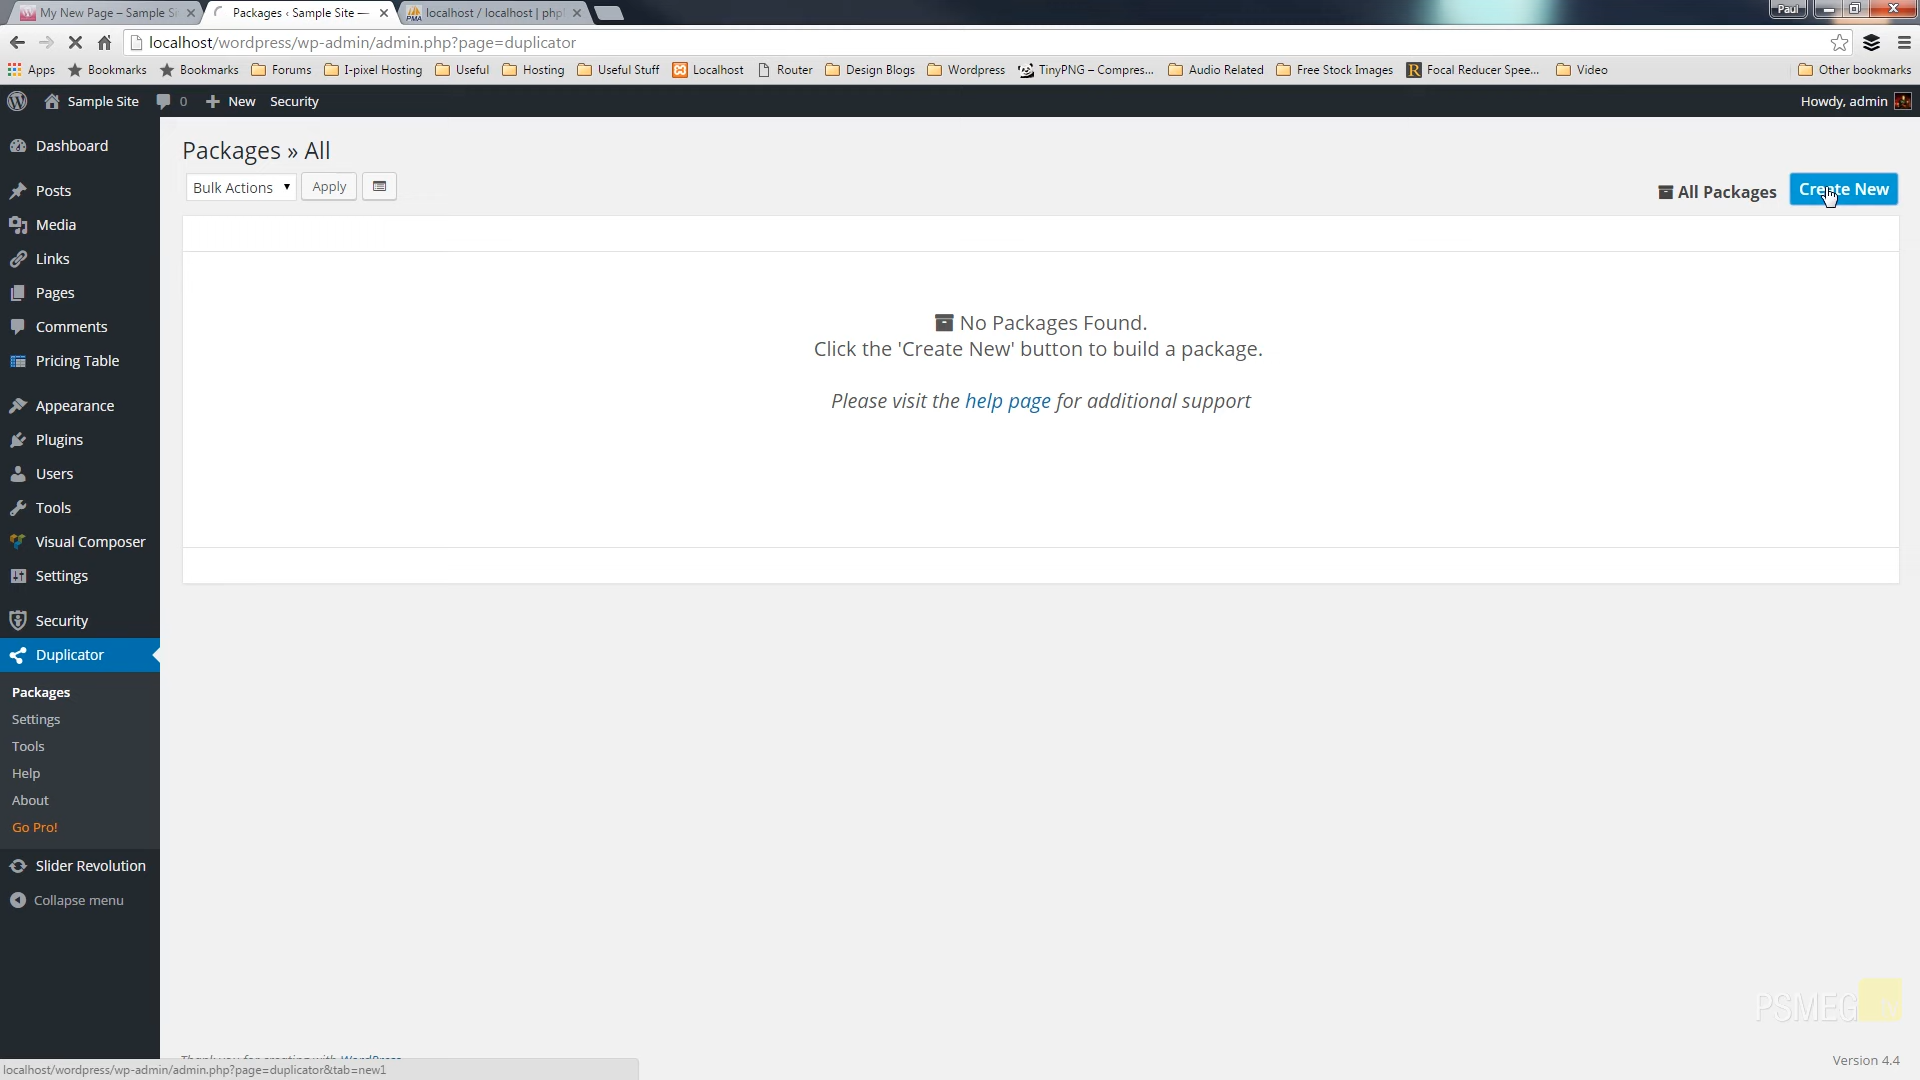 My New Page – Sample Si
Packages ‹ Sample Site —
localhost / localhost | php
Paul
localhost/wordpress/wp-admin/admin.php?page=duplicator
Apps
Bookmarks
Bookmarks
Forums
I-pixel Hosting
Useful
Hosting
Useful Stuff
Localhost
Router
Design Blogs
Wordpress
TinyPNG – Compres...
Audio Related
Free Stock Images
Focal Reducer Spee...
Video
Other bookmarks
Sample Site
0
New
Security
Howdy, admin
Dashboard
Posts
Media
Links
Pages
Comments
Pricing Table
Appearance
Plugins
Users
Tools
Visual Composer
Settings
Security
Duplicator
Packages
Settings
Tools
Help
About
Go Pro!
Slider Revolution
Collapse menu
Packages » All
Bulk Actions
Apply
All Packages
Create New
No Packages Found.
Click the 'Create New' button to build a package.
Please visit the help page for additional support
PSMEG
Thank you for creating with WordPress
Version 4.4
localhost/wordpress/wp-admin/admin.php?page=duplicator&tab=new1